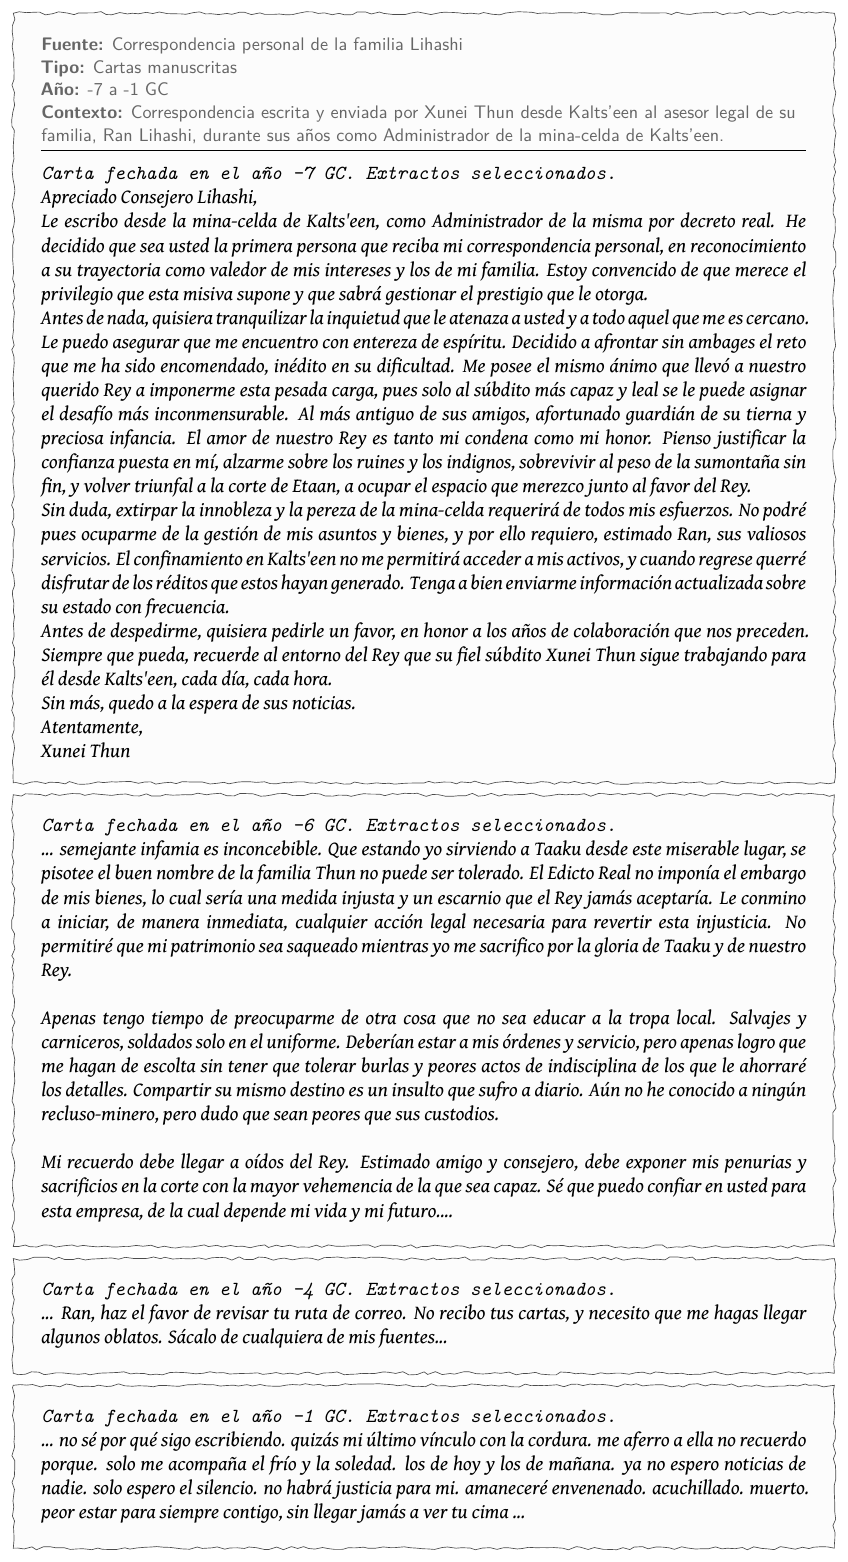 Fuente: Correspondencia personal de la familia Lihashi
Tipo: Cartas manuscritas
Año: -7 a -1 GC
Contexto: Correspondencia escrita y enviada por Xunei Thun desde Kalts'een al asesor legal de su
familia, Ran Lihashi, durante sus años como Administrador de la mina-celda de Kalts'een.
Carta fechada en el año -7 GC. Extractos seleccionados.
Apreciado Consejero Lihashi,
Le escribo desde la mina-celda de Kalts'een, como Administrador de la misma por decreto real. He
decidido que sea usted la primera persona que reciba mi correspondencia personal, en reconocimiento
a su trayectoria como valedor de mis intereses y los de mi familia. Estoy convencido de que merece el
privilegio que esta misiva supone y que sabrá gestionar el prestigio que le otorga.
Antes de nada, quisiera tranquilizar la inquietud que le atenaza a usted y a todo aquel que me es cercano.
Le puedo asegurar que me encuentro con entereza de espíritu. Decidido a afrontar sin ambages el reto
que me ha sido encomendado, inédito en su dificultad. Me posee el mismo ánimo que llevó a nuestro
querido Rey a imponerme esta pesada carga, pues solo al súbdito más capaz y leal se le puede asignar
el desafío más inconmensurable. Al más antiguo de sus amigos, afortunado guardián de su tierna y
preciosa infancia. El amor de nuestro Rey es tanto mi condena como mi honor. Pienso justificar la
confianza puesta en mí, alzarme sobre los ruines y los indignos, sobrevivir al peso de la sumontaña sin
fin, y volver triunfal a la corte de Etaan, a ocupar el espacio que merezco junto al favor del Rey.
Sin duda, extirpar la innobleza y la pereza de la mina-celda requerirá de todos mis esfuerzos. No podré
pues ocuparme de la gestión de mis asuntos y bienes, y por ello requiero, estimado Ran, sus valiosos
servicios. El confinamiento en Kalts'een no me permitirá acceder a mis activos, y cuando regrese querré
disfrutar de los réditos que estos hayan generado. Tenga a bien enviarme información actualizada sobre
su estado con frecuencia.
Antes de despedirme, quisiera pedirle un favor, en honor a los años de colaboración que nos preceden.
Siempre que pueda, recuerde al entorno del Rey que su fiel súbdito Xunei Thun sigue trabajando para
él desde Kalts'een, cada día, cada hora.
Sin más, quedo a la espera de sus noticias.
Atentamente,
Xunei Thun
Carta fechada en el año -6 GC. Extractos seleccionados.
... semejante infamia es inconcebible. Que estando yo sirviendo a Taaku desde este miserable lugar, se
pisotee el buen nombre de la familia Thun no puede ser tolerado. El Edicto Real no imponía el embargo
de mis bienes, lo cual sería una medida injusta y un escarnio que el Rey jamás aceptaría. Le conmino
a iniciar, de manera inmediata, cualquier acción legal necesaria para revertir esta injusticia. No
permitiré que mi patrimonio sea saqueado mientras yo me sacrifico por la gloria de Taaku y de nuestro
Rey.
Apenas tengo tiempo de preocuparme de otra cosa que no sea educar a la tropa local. Salvajes y
carniceros, soldados solo en el uniforme. Deberían estar a mis órdenes y servicio, pero apenas logro que
me hagan de escolta sin tener que tolerar burlas y peores actos de indisciplina de los que le ahorraré
los detalles. Compartir su mismo destino es un insulto que sufro a diario. Aún no he conocido a ningún
recluso-minero, pero dudo que sean peores que sus custodios.
Mi recuerdo debe llegar a oídos del Rey. Estimado amigo y consejero, debe exponer mis penurias y
sacrificios en la corte con la mayor vehemencia de la que sea capaz. Sé que puedo confiar en usted para
esta empresa, de la cual depende mi vida y mi futuro....
Carta fechada en el año -4 GC. Extractos seleccionados.
... Ran, haz el favor de revisar tu ruta de correo. No recibo tus cartas, y necesito que me hagas llegar
algunos oblatos. Sácalo de cualquiera de mis fuentes...
Carta fechada en el año -1 GC. Extractos seleccionados.
... no sé por qué sigo escribiendo. quizás mi último vínculo con la cordura. me aferro a ella no recuerdo
porque. solo me acompaña el frío y la soledad. los de hoy y los de mañana. ya no espero noticias de
nadie. solo espero el silencio. no habrá justicia para mi. amaneceré envenenado. acuchillado. muerto.
peor estar para siempre contigo, sin llegar jamás a ver tu cima ...